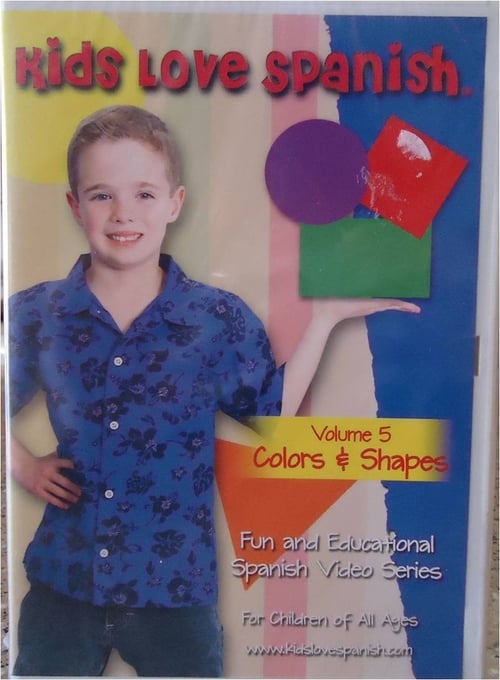 Kids Love Spanish™
Volume 5
Colors & Shapes
Fun and Educational
Spanish Video Series
For Children of All Ages
www.kidslovespanish.com